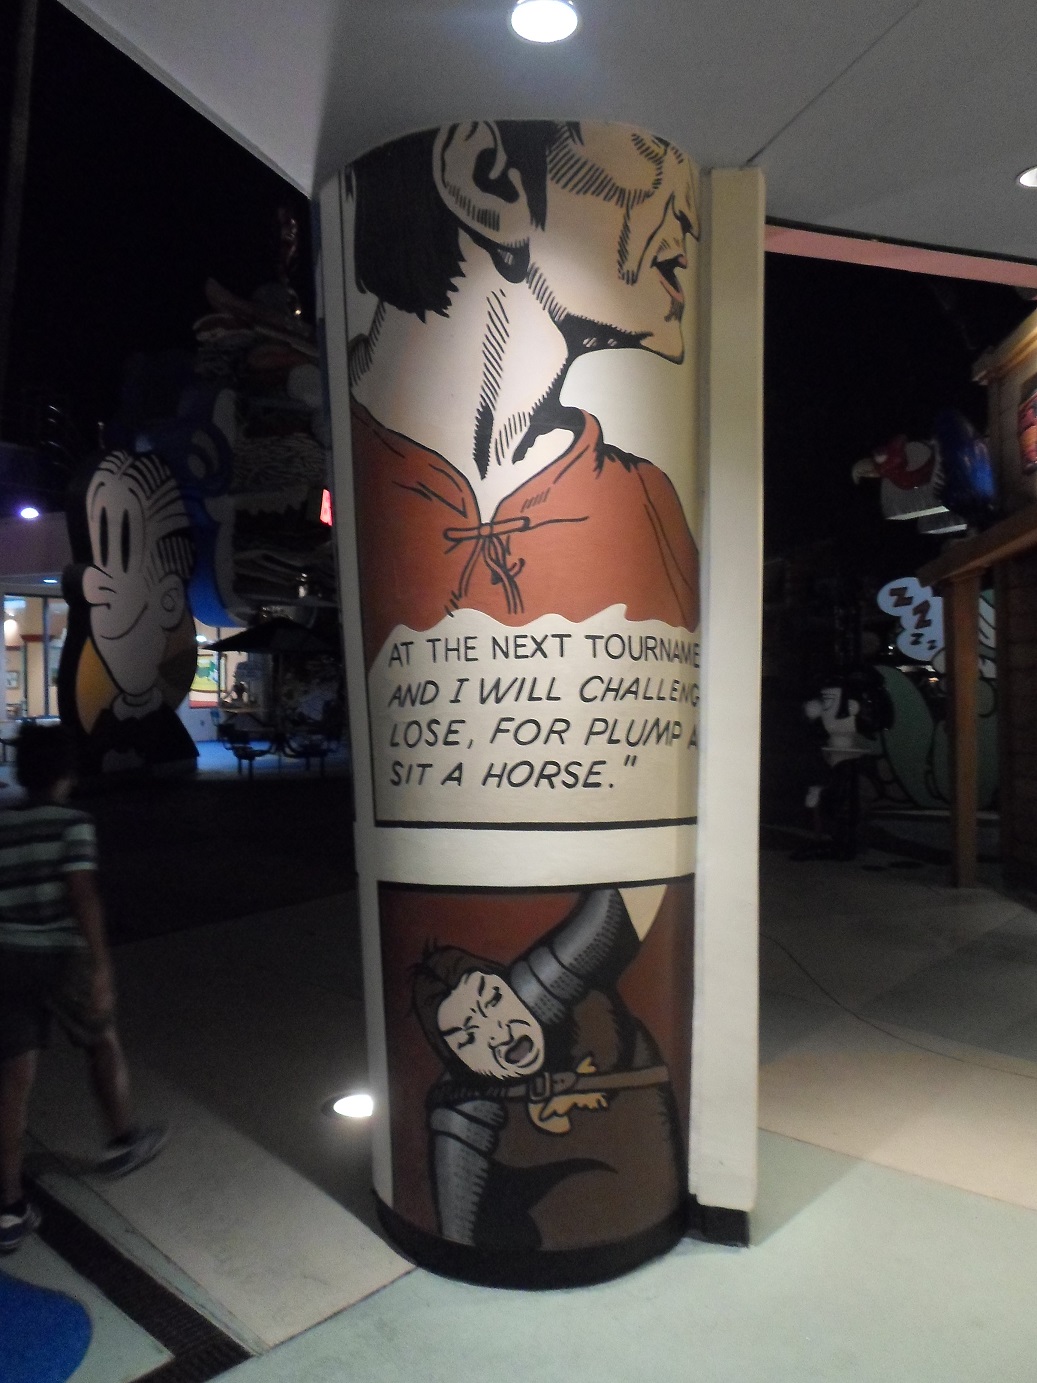 AT THE NEXT TOURNAME
AND I WILL CHALLENG
LOSE, FOR PLUMP A
SIT A HORSE."
Z
Z
Z Z